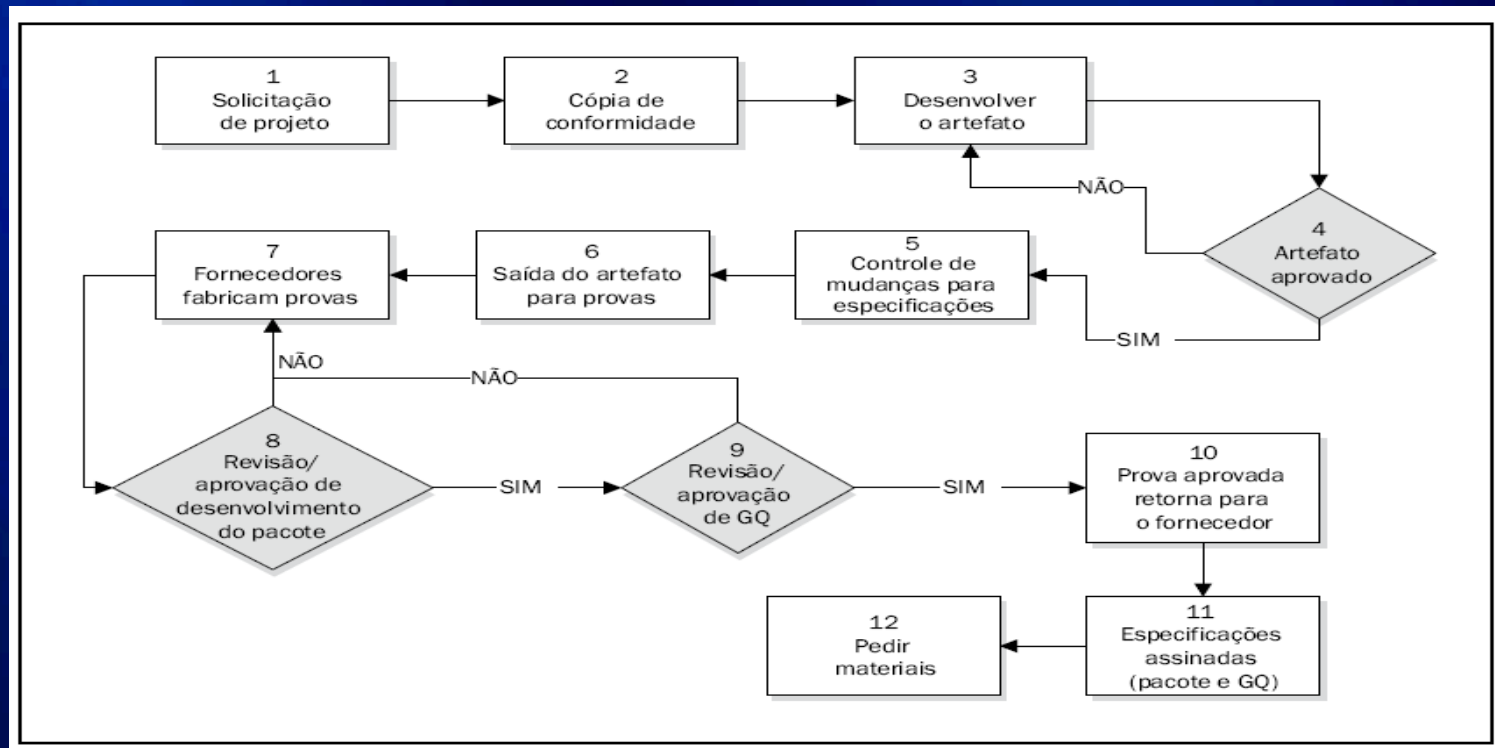 1
Solicitação
de projeto
2
Cópia de
conformidade
3
Desenvolver
o artefato
NÃO
4
Artefato
aprovado
SIM
5
Controle de
mudanças para
especificações
6
Saída do artefato
para provas
7
Fornecedores
fabricam provas
NÃO
NÃO
8
Revisão/
aprovação de
desenvolvimento
do pacote
SIM
9
Revisão/
aprovação
de GQ
SIM
10
Prova aprovada
retorna para
o fornecedor
11
Especificações
assinadas
(pacote e GQ)
12
Pedir
materiais